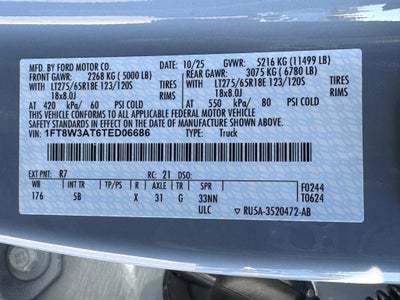 MFD. BY FORD MOTOR CO. 10/25 GVWR: 5216 KG (11499 LB)
FRONT GAWR: 2268 KG (5000 LB) REAR GAWR: 3075 KG (6780 LB)
WITH LT275/65R18E 123/120S TIRES WITH LT275/65R18E 123/120S TIRES
18x8.0J RIMS 18x8.0J RIMS
AT 420 kPa/ 60 PSI COLD AT 550 kPa/ 80 PSI COLD
THIS VEHICLE CONFORMS TO ALL APPLICABLE FEDERAL MOTOR VEHICLE
SAFETY STANDARDS IN EFFECT ON THE DATE OF MANUFACTURE SHOWN ABOVE.
VIN: 1FT8W3AT6TED06686 TYPE: Truck
EXT PNT: R7 RC: 21 DSO:
WB TP/PS R AXLE TR SPR F0244
176 5B X 31 G 33NN T0624
ULC RU5A-3520472-AB